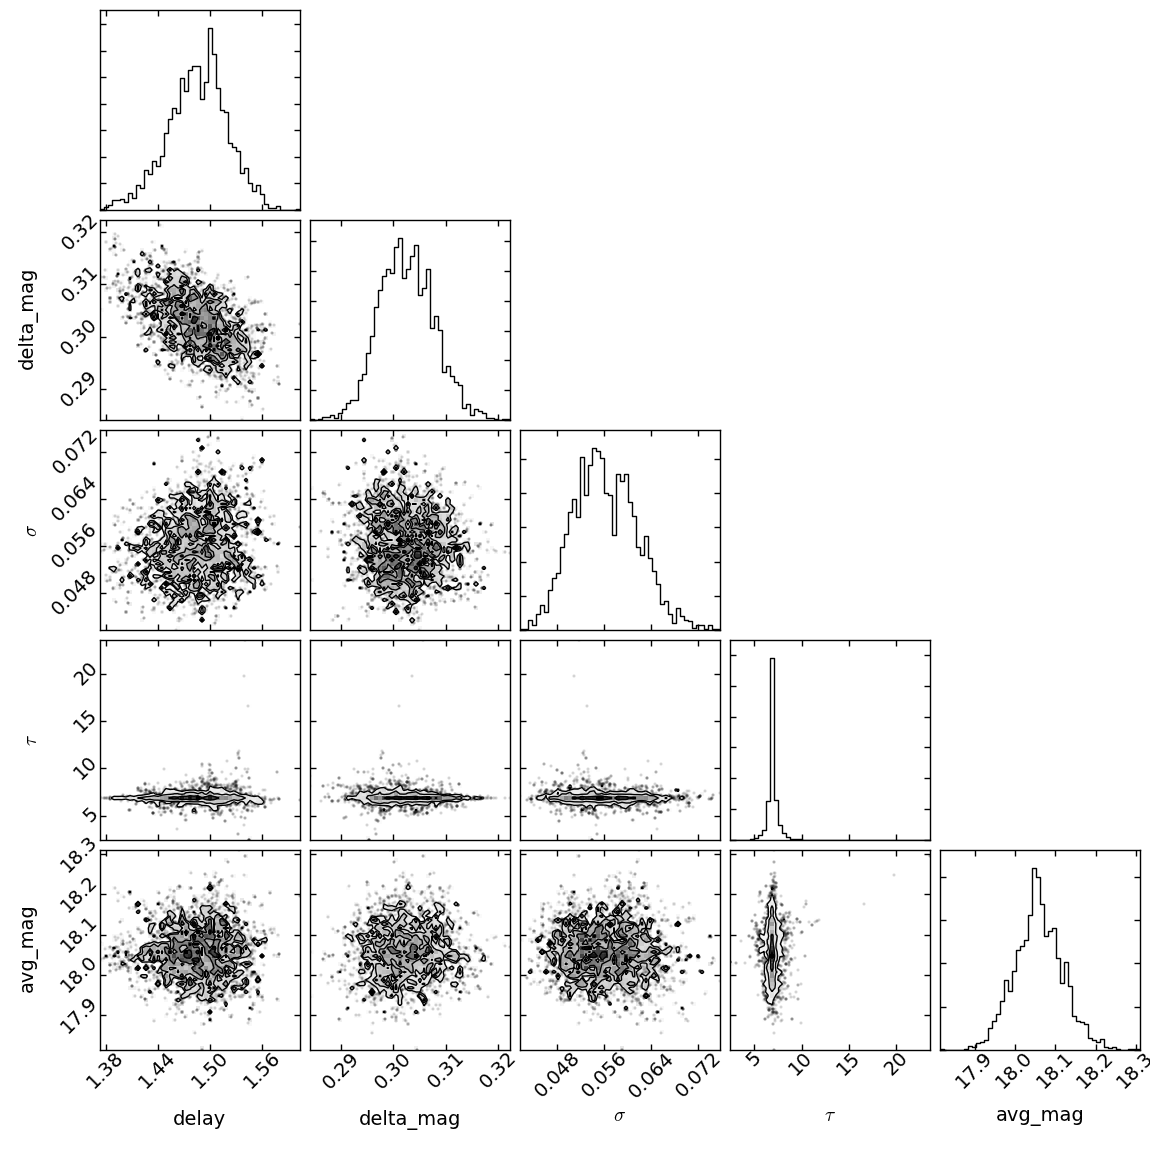 0.32
0.31
0.30
0.29
delta_mag
0.072
0.064
0.056
0.048
σ
20
15
10
5
τ
18.3
18.2
18.1
18.0
17.9
avg_mag
1.38 1.44 1.50 1.56
delay
0.29 0.30 0.31 0.32
delta_mag
0.048 0.056 0.064 0.072
σ
5 10 15 20
τ
17.9 18.0 18.1 18.2 18.3
avg_mag